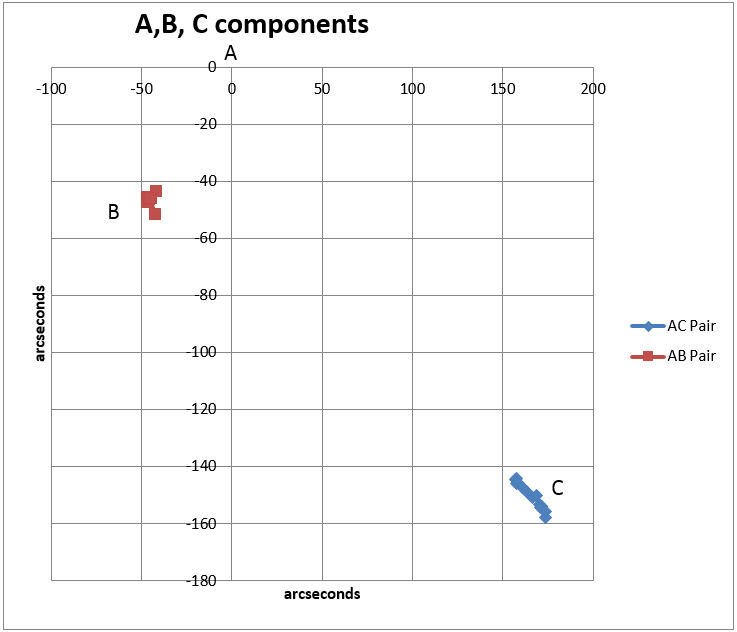 A,B, C components
A
0
-100
-50
0
50
100
150
200
-20
-40
B
-60
-80
arcseconds
AC Pair
AB Pair
-100
-120
-140
C
-160
-180
arcseconds